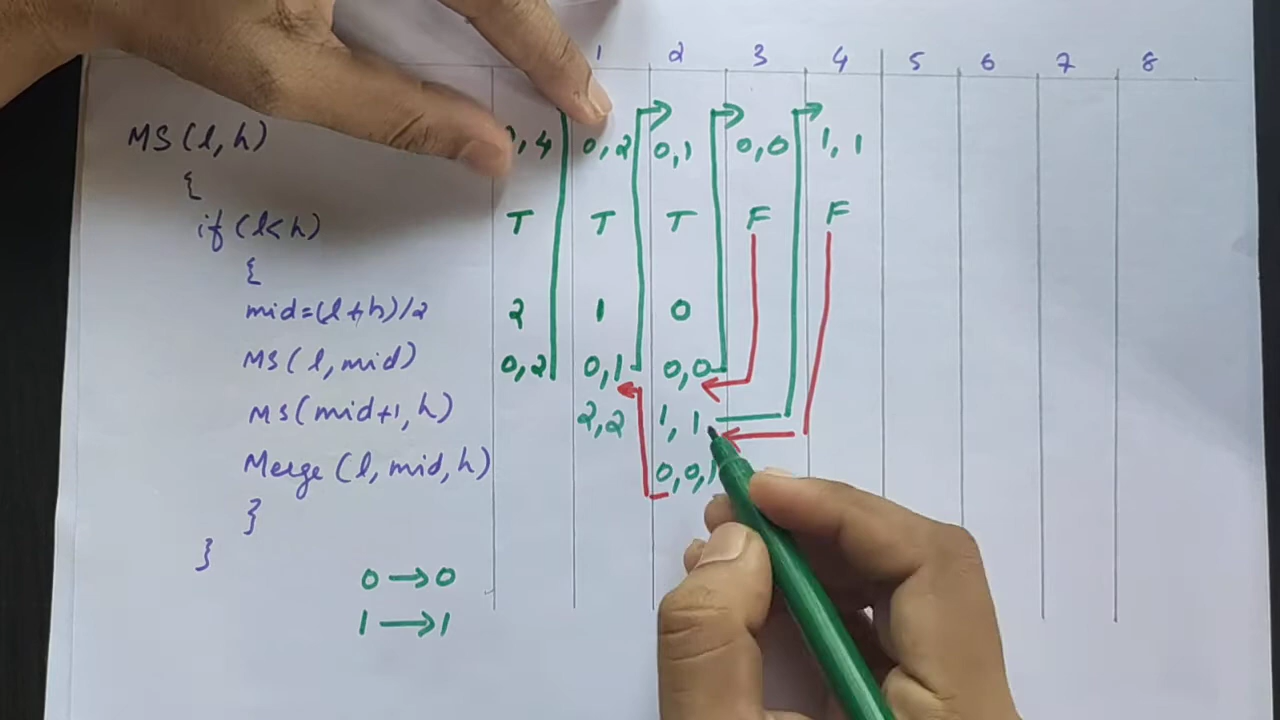 1 2 3 4 5 6 7 8
MS(l,h) ,4 0,2 0,1 0,0 1,1
{
if(l<h) T T T F F
{
mid=(l+h)/2 2 1 0
MS(l,mid) 0,2 0,1 0,0
MS(mid+1,h) 2,2 1,1
Merge(l,mid,h) 0,0,1
}
}
0→0
1→1